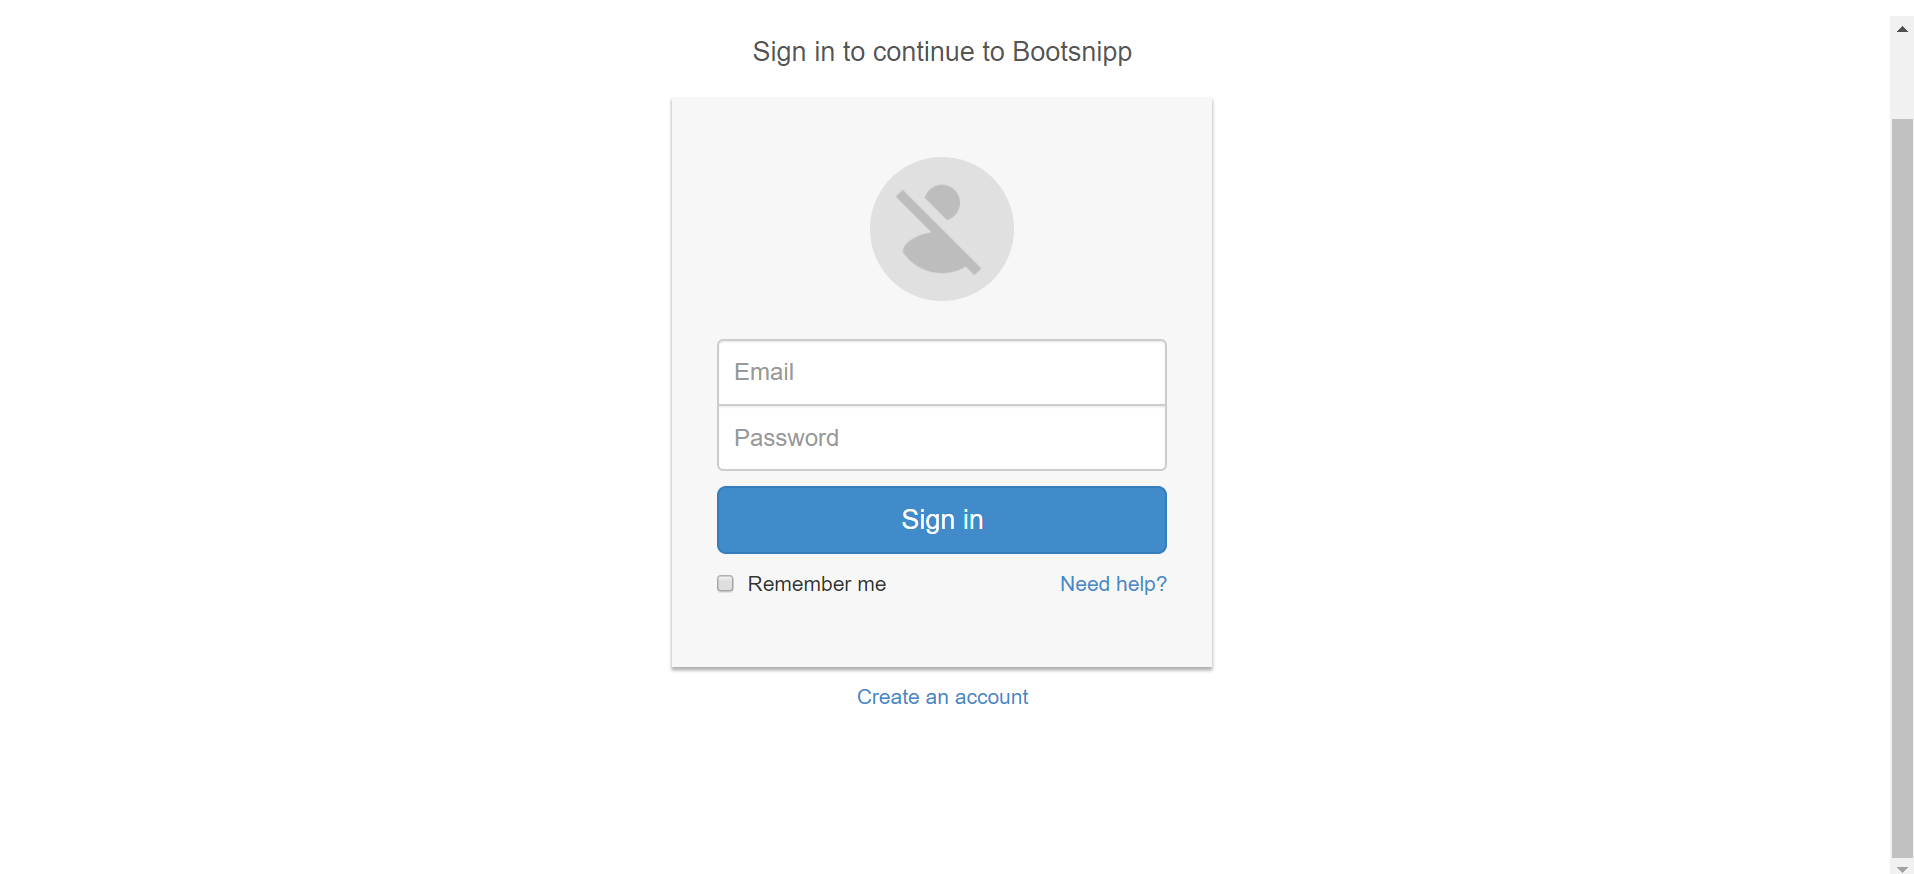 Sign in to continue to Bootsnipp
Email
Password
Sign in
Remember me Need help?
Create an account